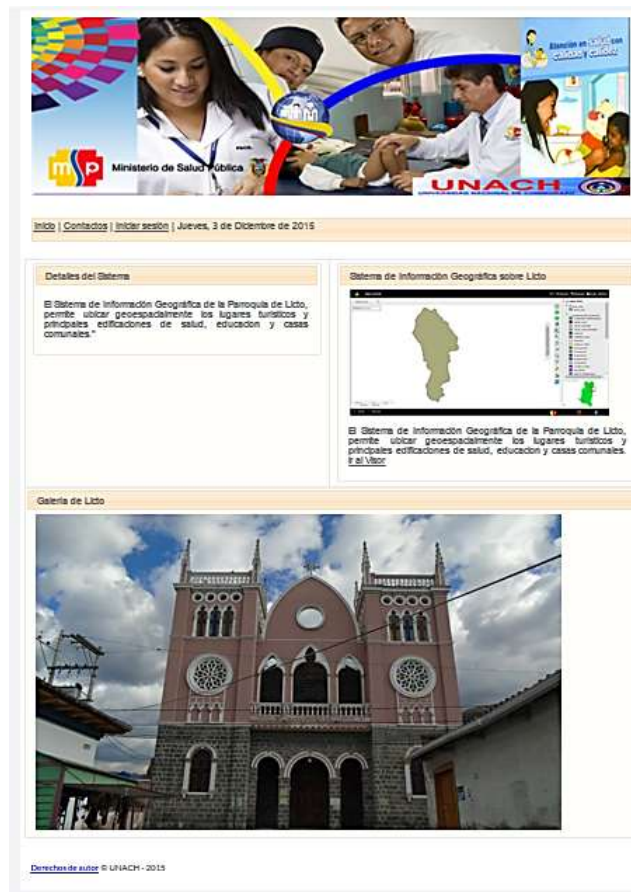 Atención en salud con
calidad y calidez
msp Ministerio de Salud Pública
UNACH
Inicio | Contactos | Iniciar sesión | Jueves, 3 de Diciembre de 2015
Detalles del Sistema
El Sistema de Información Geográfica de la Parroquia de Licto,
permite ubicar geoespacialmente los lugares turisticos y
principales edificaciones de salud, educacion y casas
comunales."
Sistema de Información Geográfica sobre Licto
El Sistema de Información Geográfica de la Parroquia de Licto,
permite ubicar geoespacialmente los lugares turisticos y
principales edificaciones de salud, educacion y casas comunales.
Ir al Visor
Galeria de Licto
Derechos de autor © UNACH - 2015